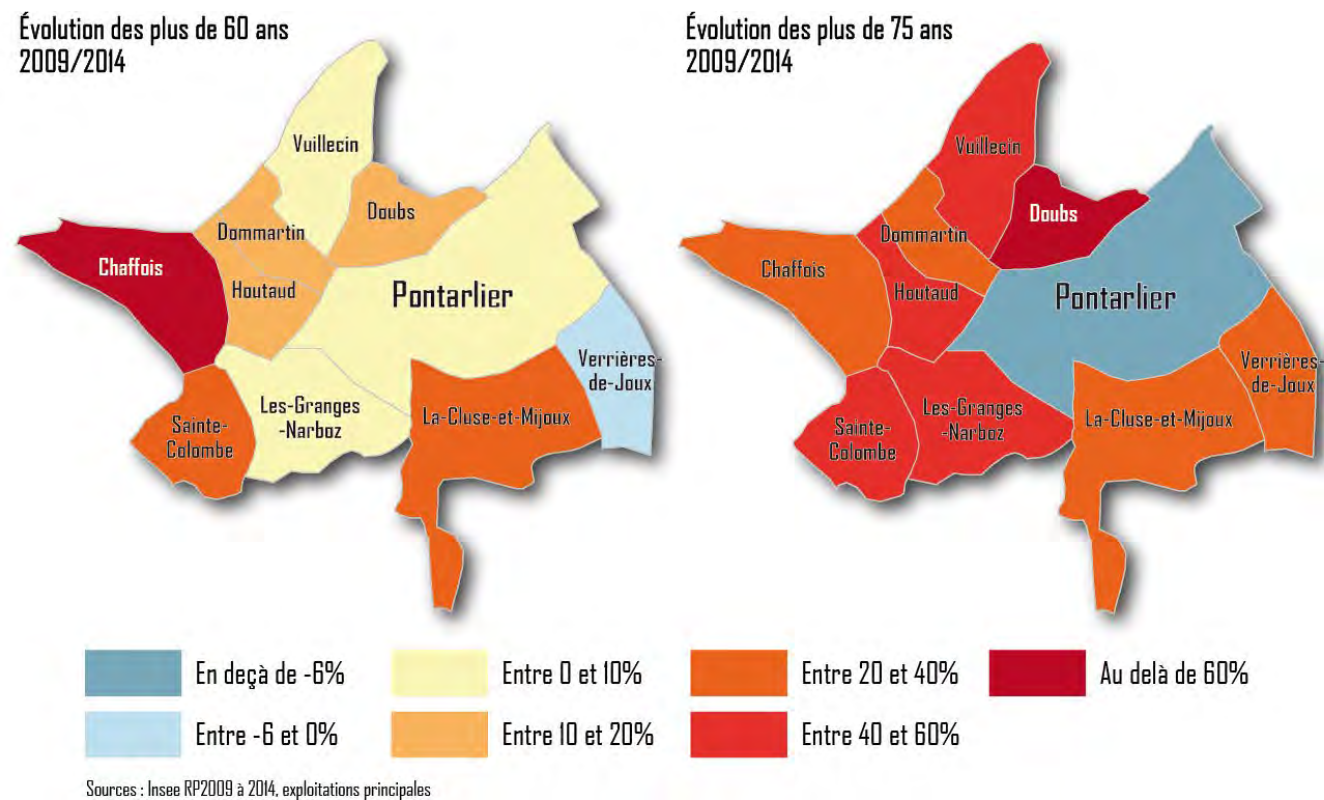 Évolution des plus de 60 ans
2009/2014
Vuillecin
Doubs
Dommartin
Chaffois
Houtaud
Pontarlier
Verrières-
de-Joux
Les-Granges
-Narboz
La-Cluse-et-Mijoux
Sainte-
Colombe
Évolution des plus de 75 ans
2009/2014
Vuillecin
Doubs
Dommartin
Chaffois
Houtaud
Pontarlier
Verrières-
de-Joux
Les-Granges
-Narboz
La-Cluse-et-Mijoux
Sainte-
Colombe
En deçà de -6%
Entre 0 et 10%
Entre 20 et 40%
Au delà de 60%
Entre -6 et 0%
Entre 10 et 20%
Entre 40 et 60%
Sources : Insee RP2009 à 2014, exploitations principales